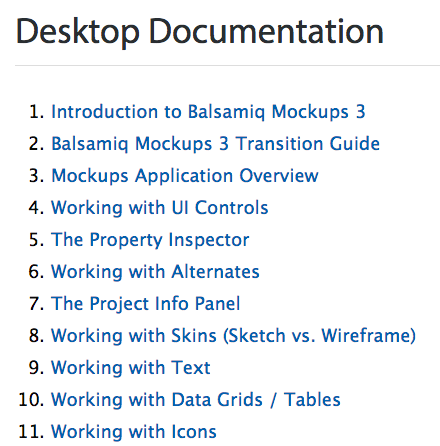 Desktop Documentation
1. Introduction to Balsamiq Mockups 3
2. Balsamiq Mockups 3 Transition Guide
3. Mockups Application Overview
4. Working with UI Controls
5. The Property Inspector
6. Working with Alternates
7. The Project Info Panel
8. Working with Skins (Sketch vs. Wireframe)
9. Working with Text
10. Working with Data Grids / Tables
11. Working with Icons